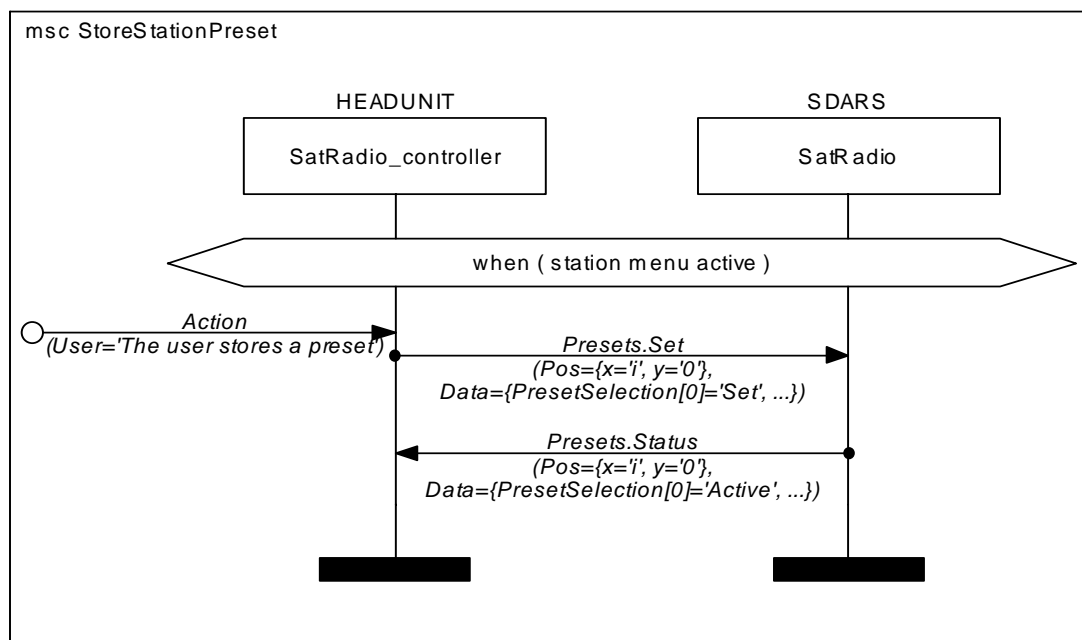 msc StoreStationPreset
HEADUNIT
SDARS
SatRadio_controller
SatRadio
when ( station menu active )
Action
(User='The user stores a preset')
Presets.Set
(Pos={x='i', y='0'},
Data={PresetSelection[0]='Set', ...})
Presets.Status
(Pos={x='i', y='0'},
Data={PresetSelection[0]='Active', ...})